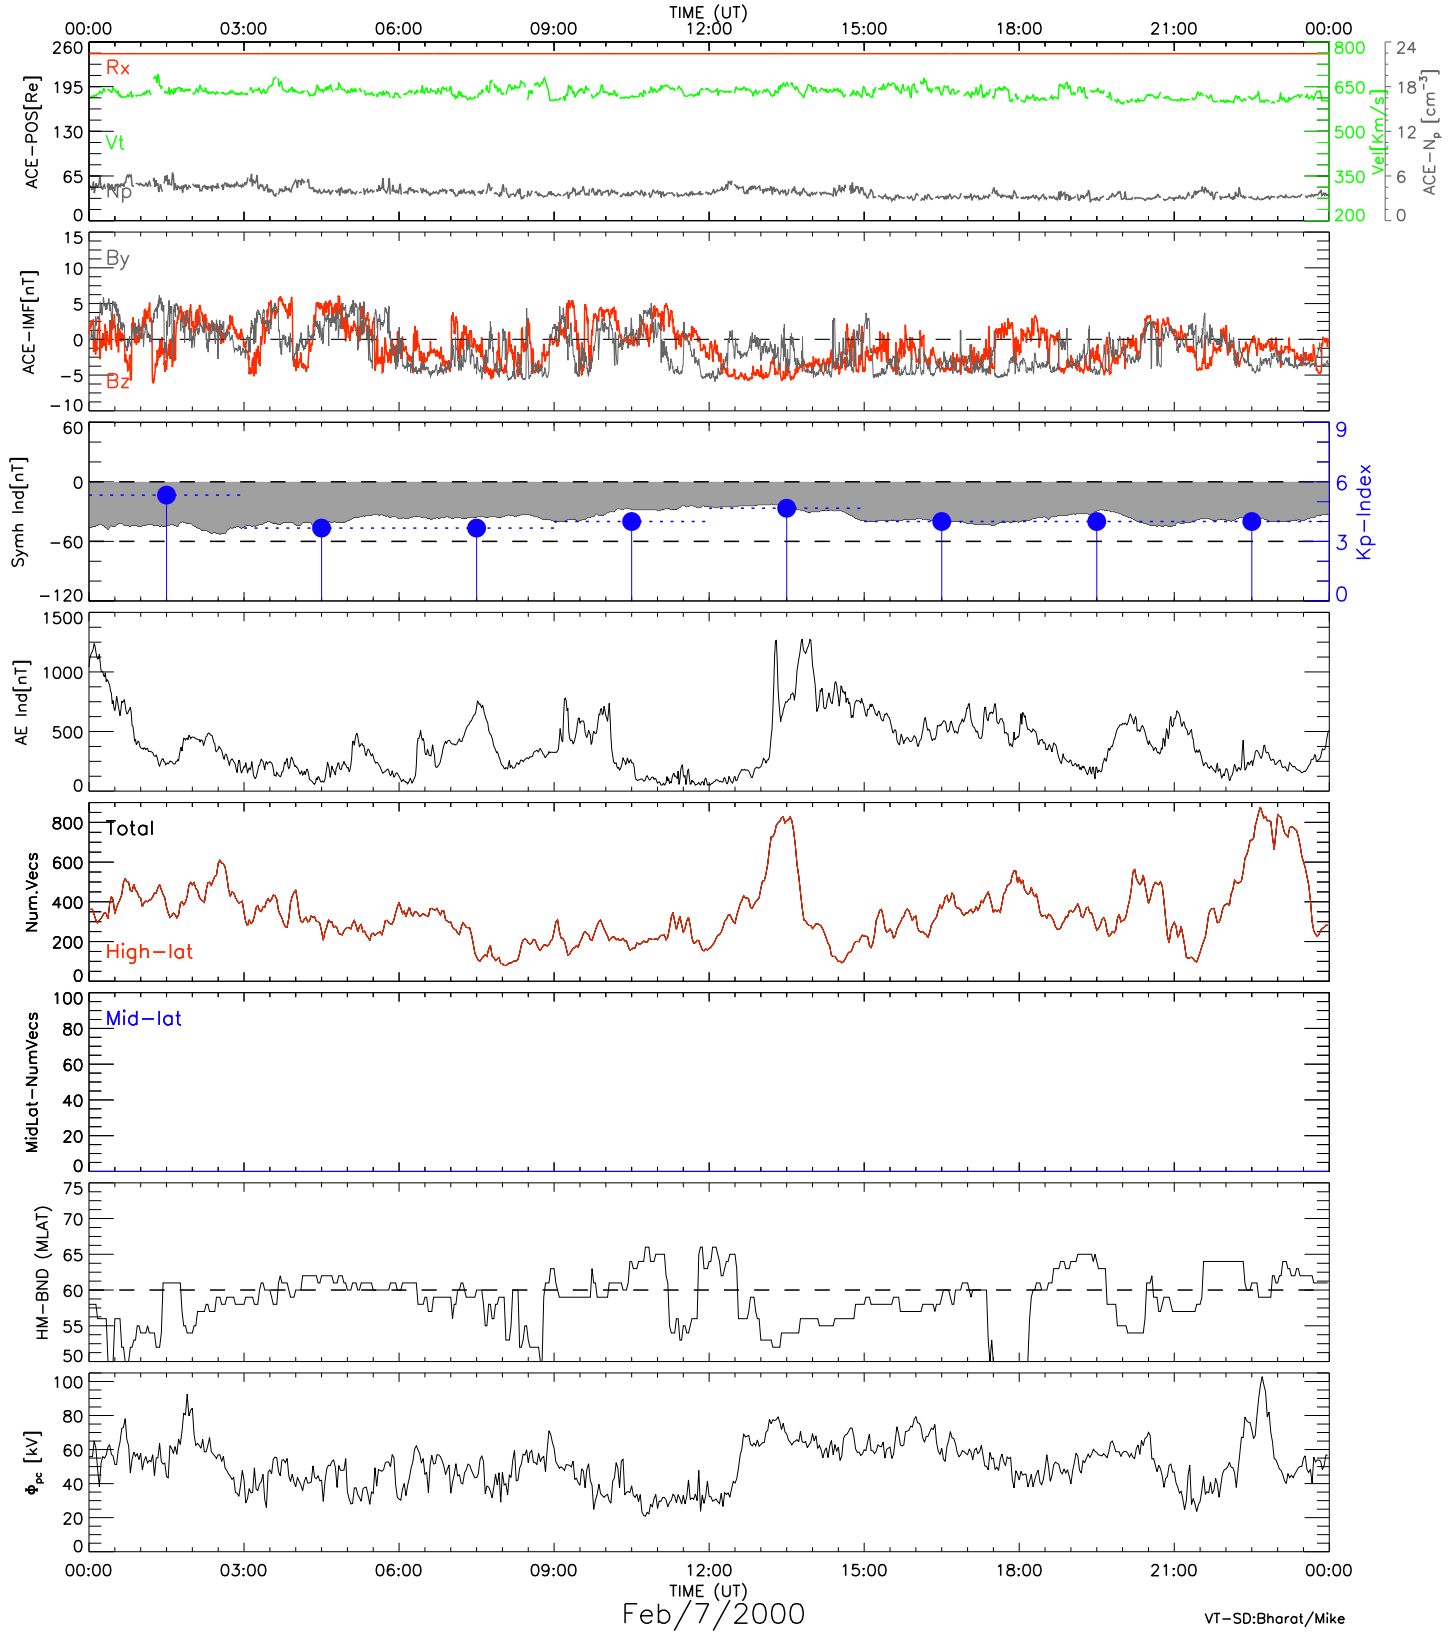 TIME (UT)
00:00 03:00 06:00 09:00 12:00 15:00 18:00 21:00 00:00
260 195 130 65 0
ACE-POS[Re]
Rx
Vt
Np
800 650 500 350 200
Vel[Km/s]
24 18 12 6 0
ACE-Np [cm-3]
15 10 5 0 -5 -10
ACE-IMF[nT]
By
Bz
60 0 -60 -120
Symh Ind[nT]
9 6 3 0
Kp-Index
1500 1000 500 0
AE Ind[nT]
800 600 400 200 0
Num.Vecs
Total
High-lat
100 80 60 40 20 0
MidLat-NumVecs
Mid-lat
75 70 65 60 55 50
HM-BND (MLAT)
100 80 60 40 20 0
Φpc [kV]
00:00 03:00 06:00 09:00 12:00 15:00 18:00 21:00 00:00
TIME (UT)
Feb/7/2000
VT-SD:Bharat/Mike